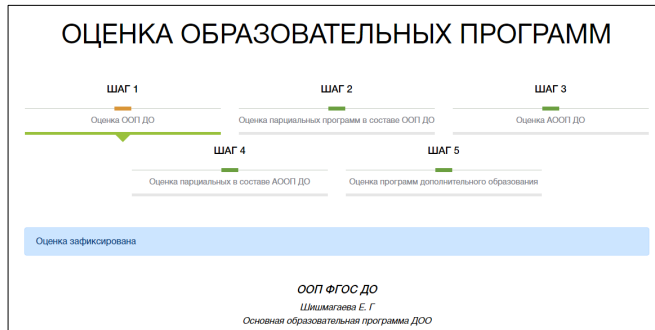 ОЦЕНКА ОБРАЗОВАТЕЛЬНЫХ ПРОГРАММ
ШАГ 1
Оценка ООП ДО
ШАГ 2
Оценка парциальных программ в составе ООП ДО
ШАГ 3
Оценка АООП ДО
ШАГ 4
Оценка парциальных в составе АООП ДО
ШАГ 5
Оценка программ дополнительного образования
Оценка зафиксирована
ООП ФГОС ДО
Шишмагаева Е. Г
Основная образовательная программа ДОО